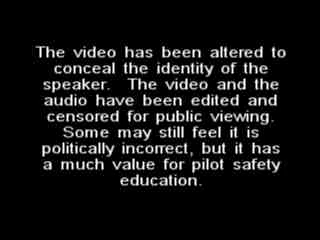 The video has been altered to
conceal the identity of the
speaker. The video and the
audio have been edited and
censored for public viewing.
Some may still feel it is
politically incorrect, but it has
a much value for pilot safety
education.